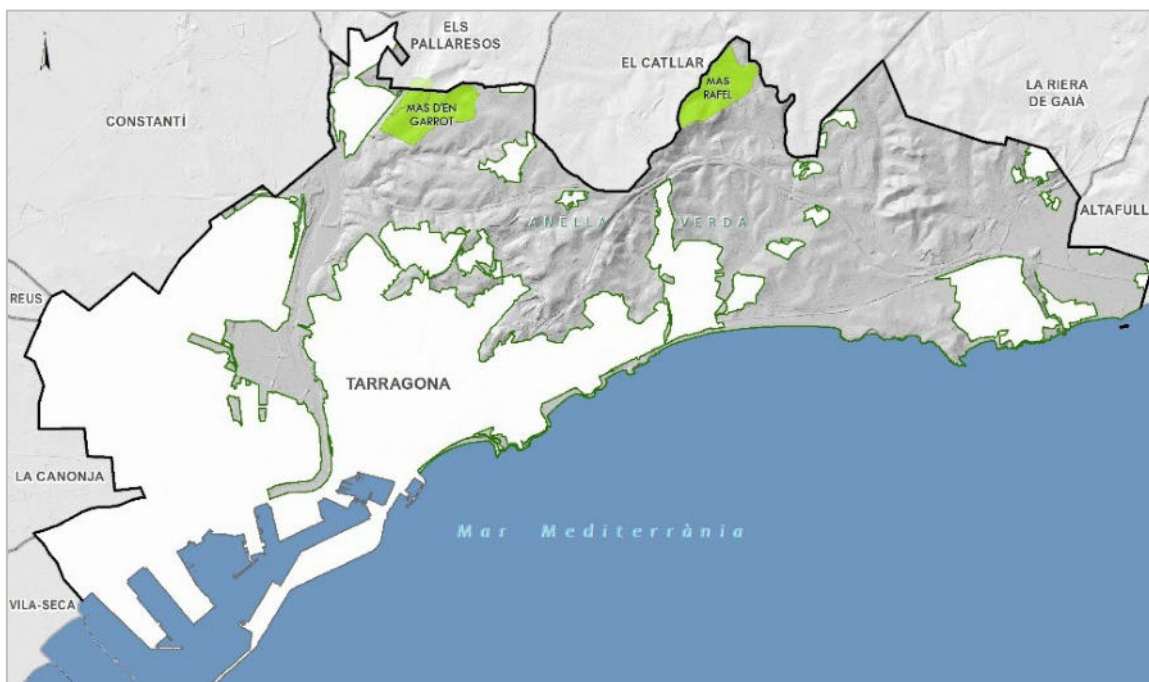 ELS
PALLARESOS
EL CATLLAR
MAS
RAFEL
LA RIERA
DE GAIÀ
CONSTANTÍ
MAS D'EN
GARROT
ALTAFULL
ANELLA VERDA
REUS
TARRAGONA
LA CANONJA
Mar Mediterrània
VILA-SECA